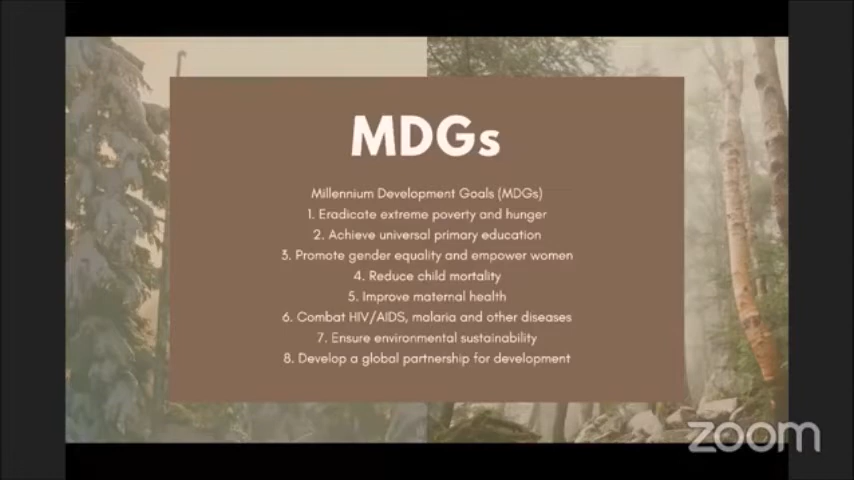 MDGs
Millennium Development Goals (MDGs)
1. Eradicate extreme poverty and hunger
2. Achieve universal primary education
3. Promote gender equality and empower women
4. Reduce child mortality
5. Improve maternal health
6. Combat HIV/AIDS, malaria and other diseases
7. Ensure environmental sustainability
8. Develop a global partnership for development
zoom